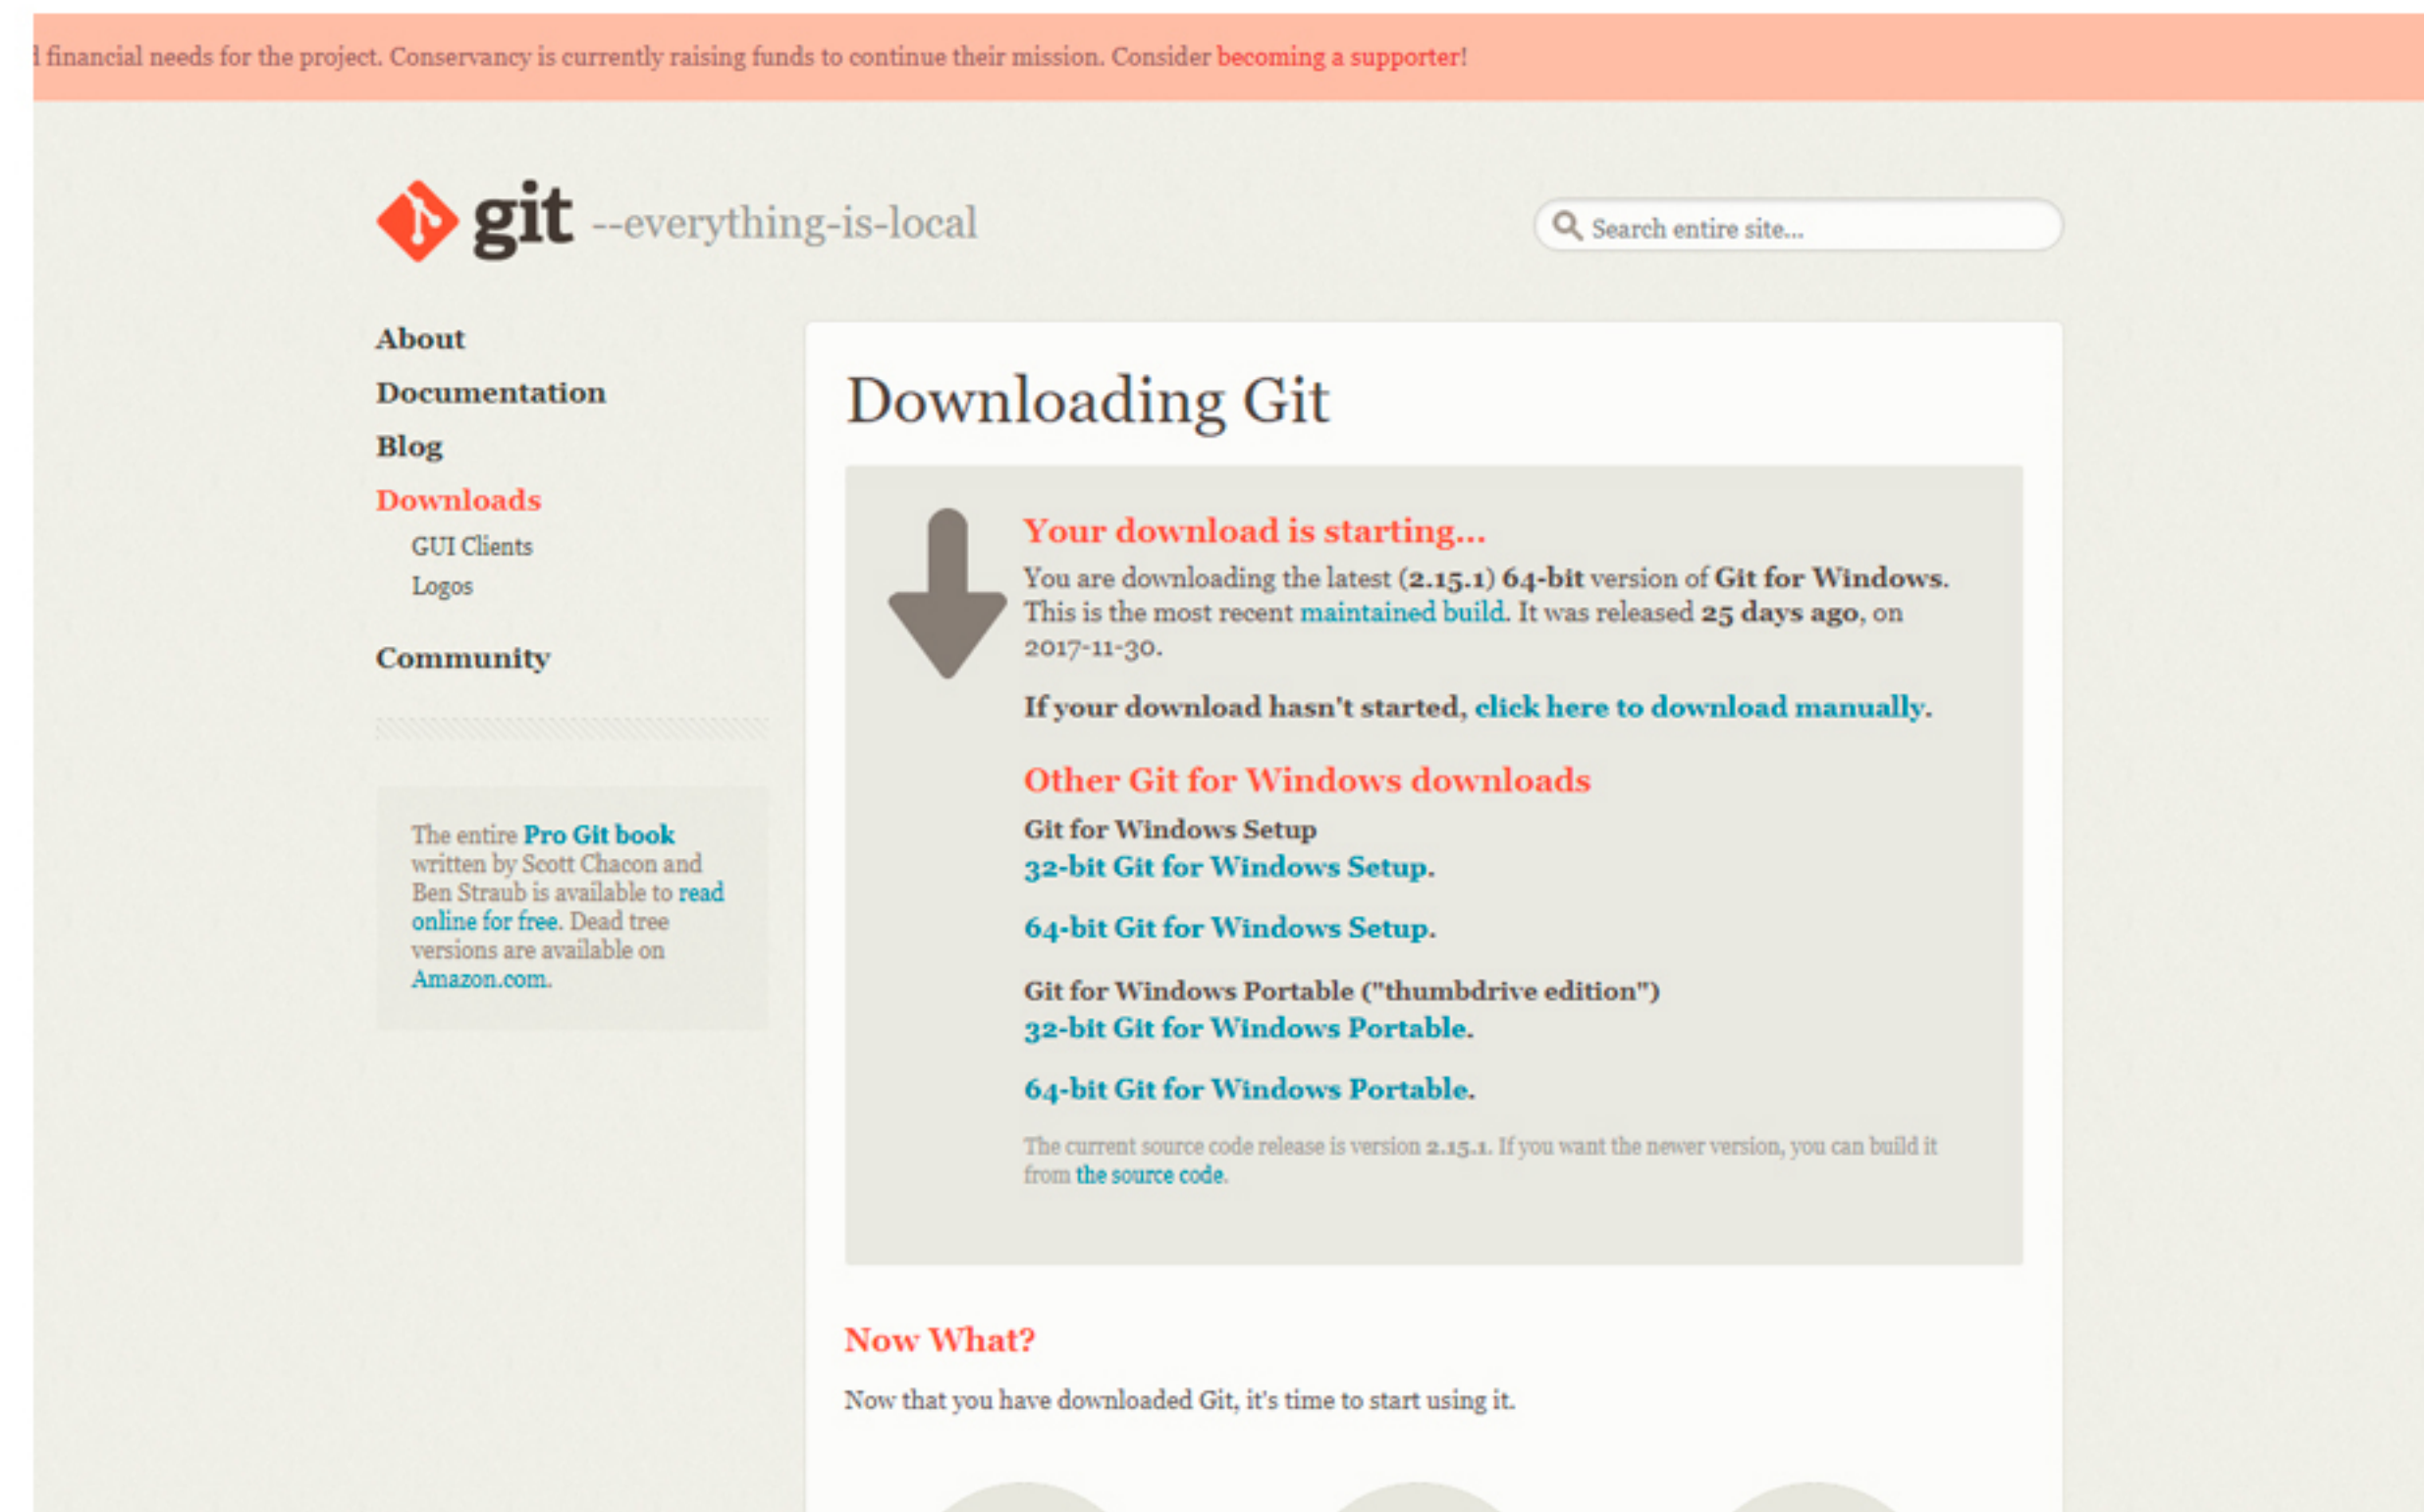 financial needs for the project. Conservancy is currently raising funds to continue their mission. Consider becoming a supporter!
git --everything-is-local
Search entire site...
About
Documentation
Blog
Downloads
GUI Clients
Logos
Community
The entire Pro Git book
written by Scott Chacon and
Ben Straub is available to read
online for free. Dead tree
versions are available on
Amazon.com.
Downloading Git
Your download is starting...
You are downloading the latest (2.15.1) 64-bit version of Git for Windows.
This is the most recent maintained build. It was released 25 days ago, on
2017-11-30.
If your download hasn't started, click here to download manually.
Other Git for Windows downloads
Git for Windows Setup
32-bit Git for Windows Setup.
64-bit Git for Windows Setup.
Git for Windows Portable ("thumbdrive edition")
32-bit Git for Windows Portable.
64-bit Git for Windows Portable.
The current source code release is version 2.15.1. If you want the newer version, you can build it
from the source code.
Now What?
Now that you have downloaded Git, it's time to start using it.